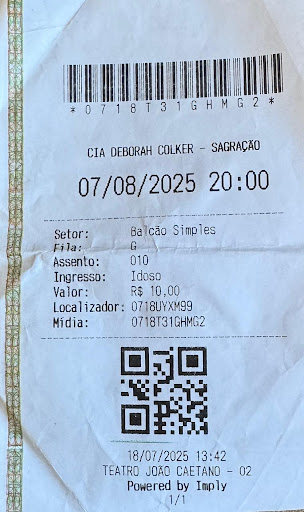 *0718T31GHMG2*
CIA DEBORAH COLKER - SAGRAÇÃO
07/08/2025 20:00
Setor: Balcão Simples
Fila: G
Assento: 010
Ingresso: Idoso
Valor: R$ 10,00
Localizador: 0718UYXM99
Mídia: 0718T31GHMG2
18/07/2025 13:42
TEATRO JOÃO CAETANO - 02
Powered by Imply
1/1